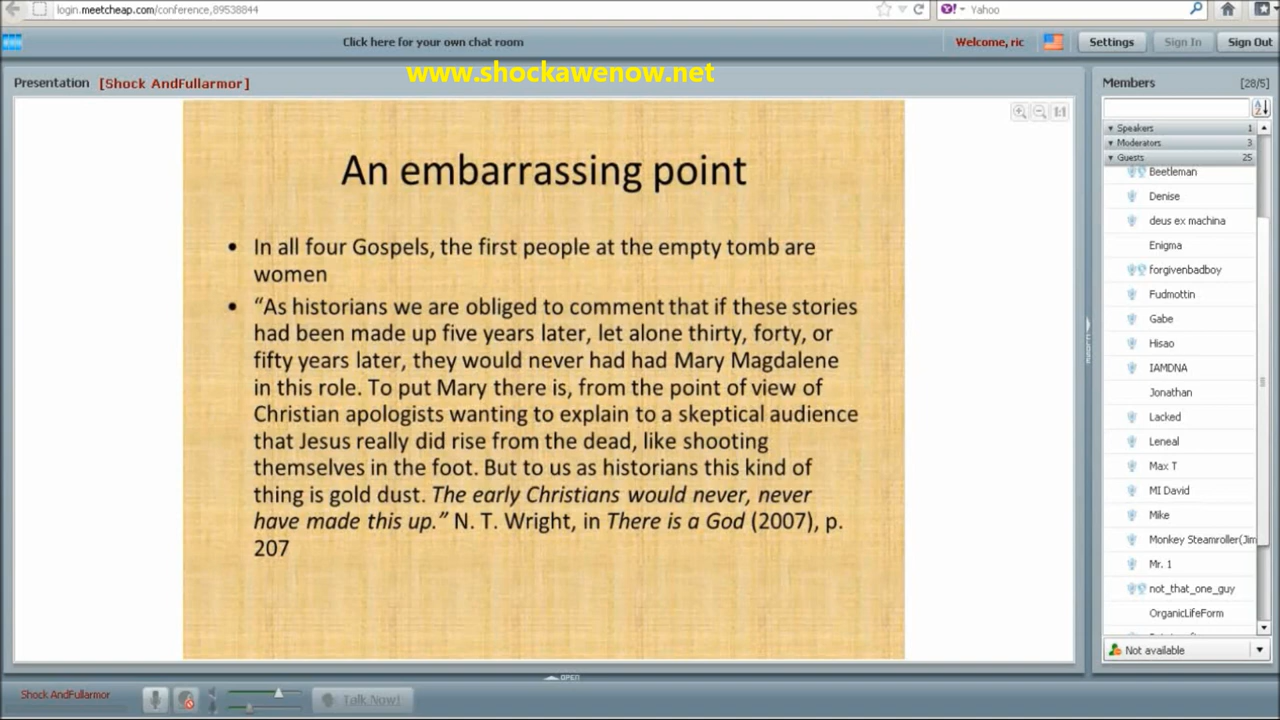 login.meetcheap.com/conference,89538844
Yahoo
Click here for your own chat room
Welcome, ric
Settings
Sign In
Sign Out
www.shockawenow.net
Presentation [Shock AndFullarmor]
Members [28/5]
1:1
An embarrassing point
• In all four Gospels, the first people at the empty tomb are
women
• “As historians we are obliged to comment that if these stories
had been made up five years later, let alone thirty, forty, or
fifty years later, they would never had had Mary Magdalene
in this role. To put Mary there is, from the point of view of
Christian apologists wanting to explain to a skeptical audience
that Jesus really did rise from the dead, like shooting
themselves in the foot. But to us as historians this kind of
thing is gold dust. The early Christians would never, never
have made this up.” N. T. Wright, in There is a God (2007), p.
207
Speakers 1
Moderators 3
Guests 25
Beetleman
Denise
deus ex machina
Enigma
forgivenbadboy
Fudmottin
Gabe
Hisao
IAMDNA
Jonathan
Lacked
Leneal
Max T
MI David
Mike
Monkey Steamroller(Jim
Mr. 1
not_that_one_guy
OrganicLifeForm
Not available
OPEN
Shock AndFullarmor
Talk Now!